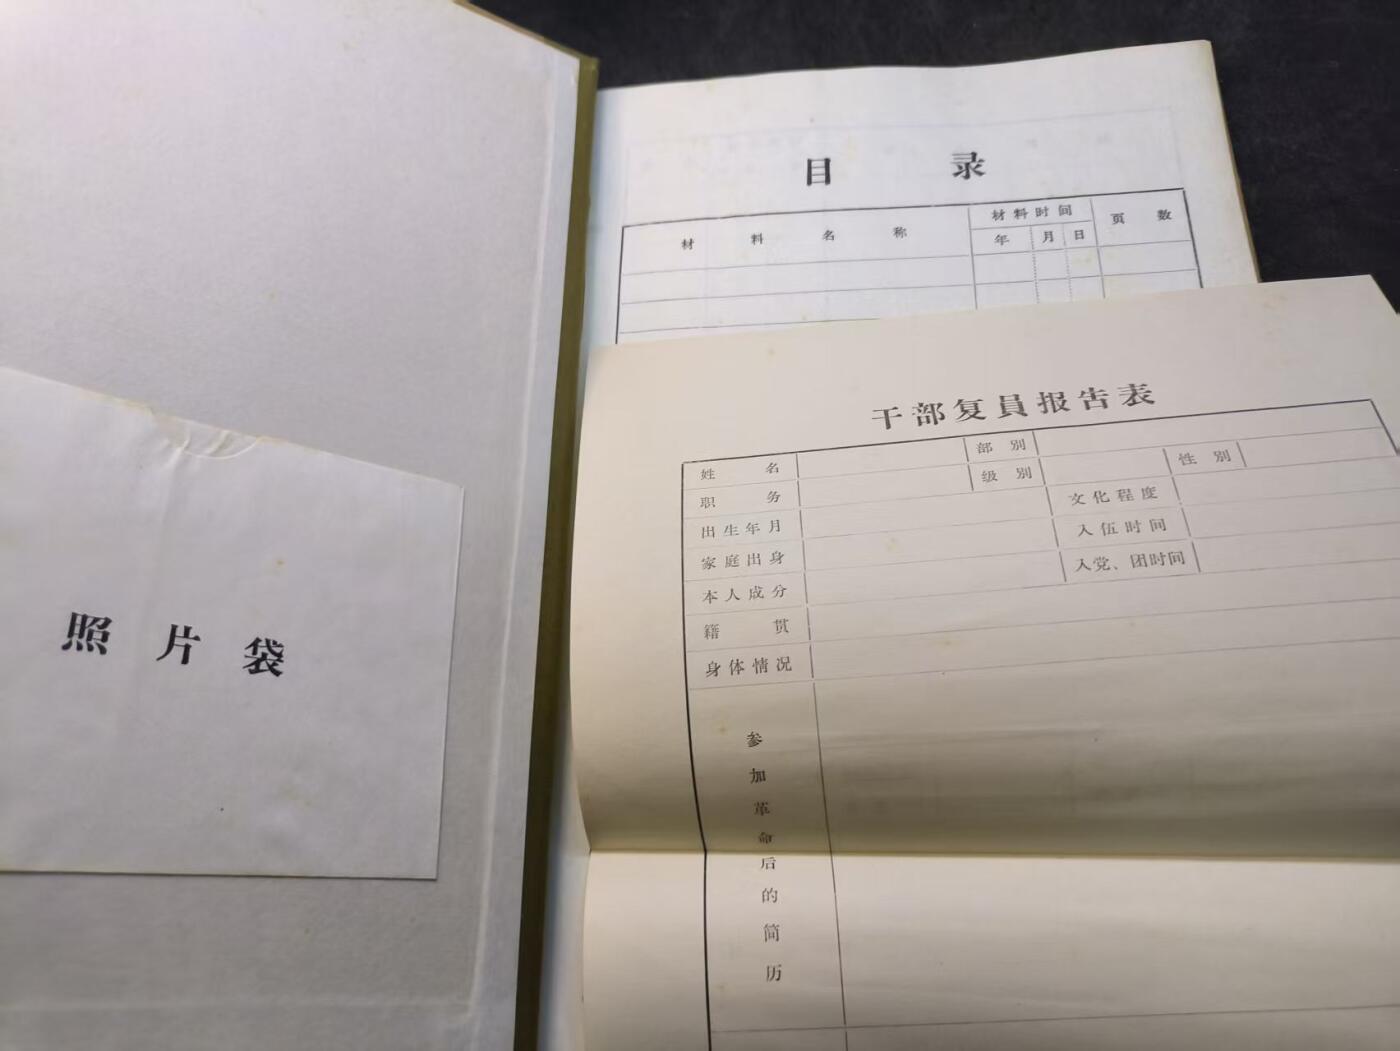 照片袋
目录
材料名称 材料时间 页数
年 月 日
干部复员报告表
姓名 部别
职务 级别 性别
出生年月 文化程度
家庭出身 入伍时间
本人成分 入党、团时间
籍贯
身体情况
参加革命后的简历